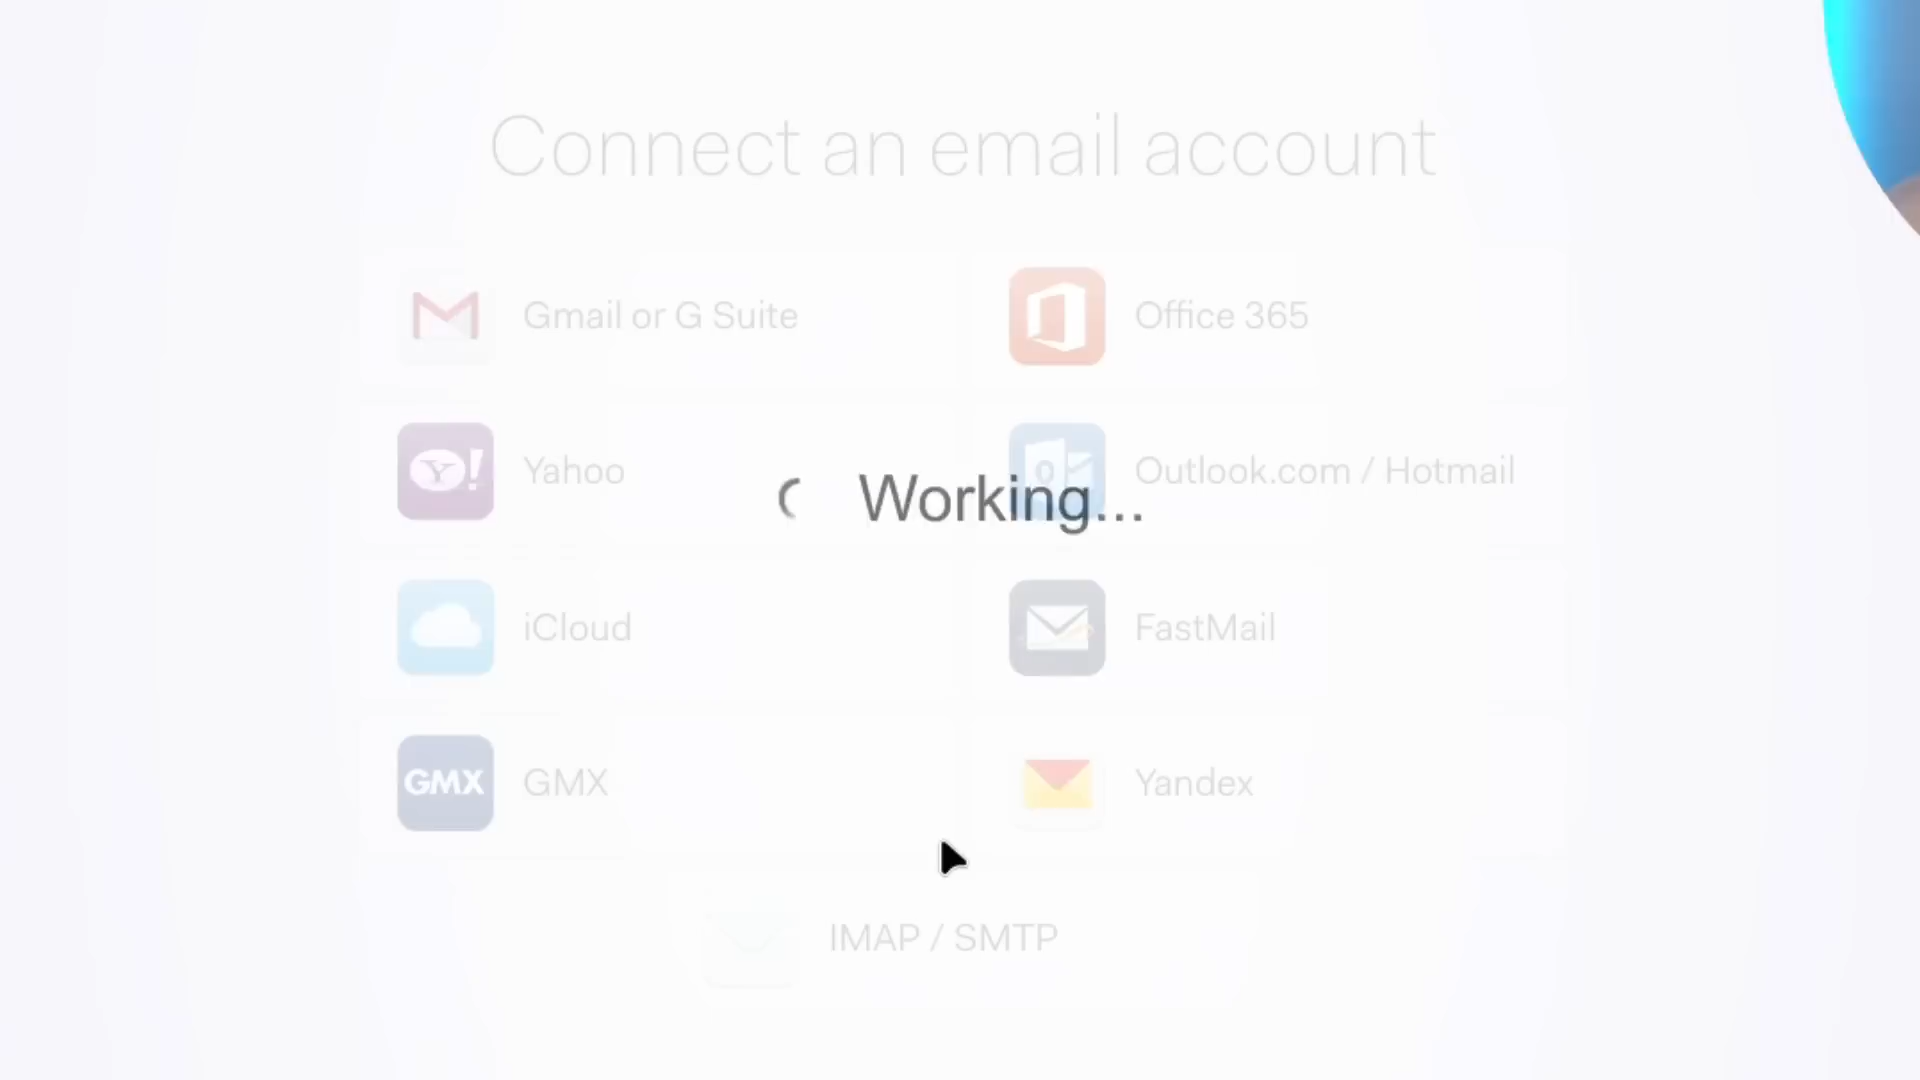 Connect an email account
Gmail or G Suite
Office 365
Y!
Yahoo
O
Outlook.com / Hotmail
Working...
iCloud
FastMail
GMX
GMX
Yandex
IMAP / SMTP